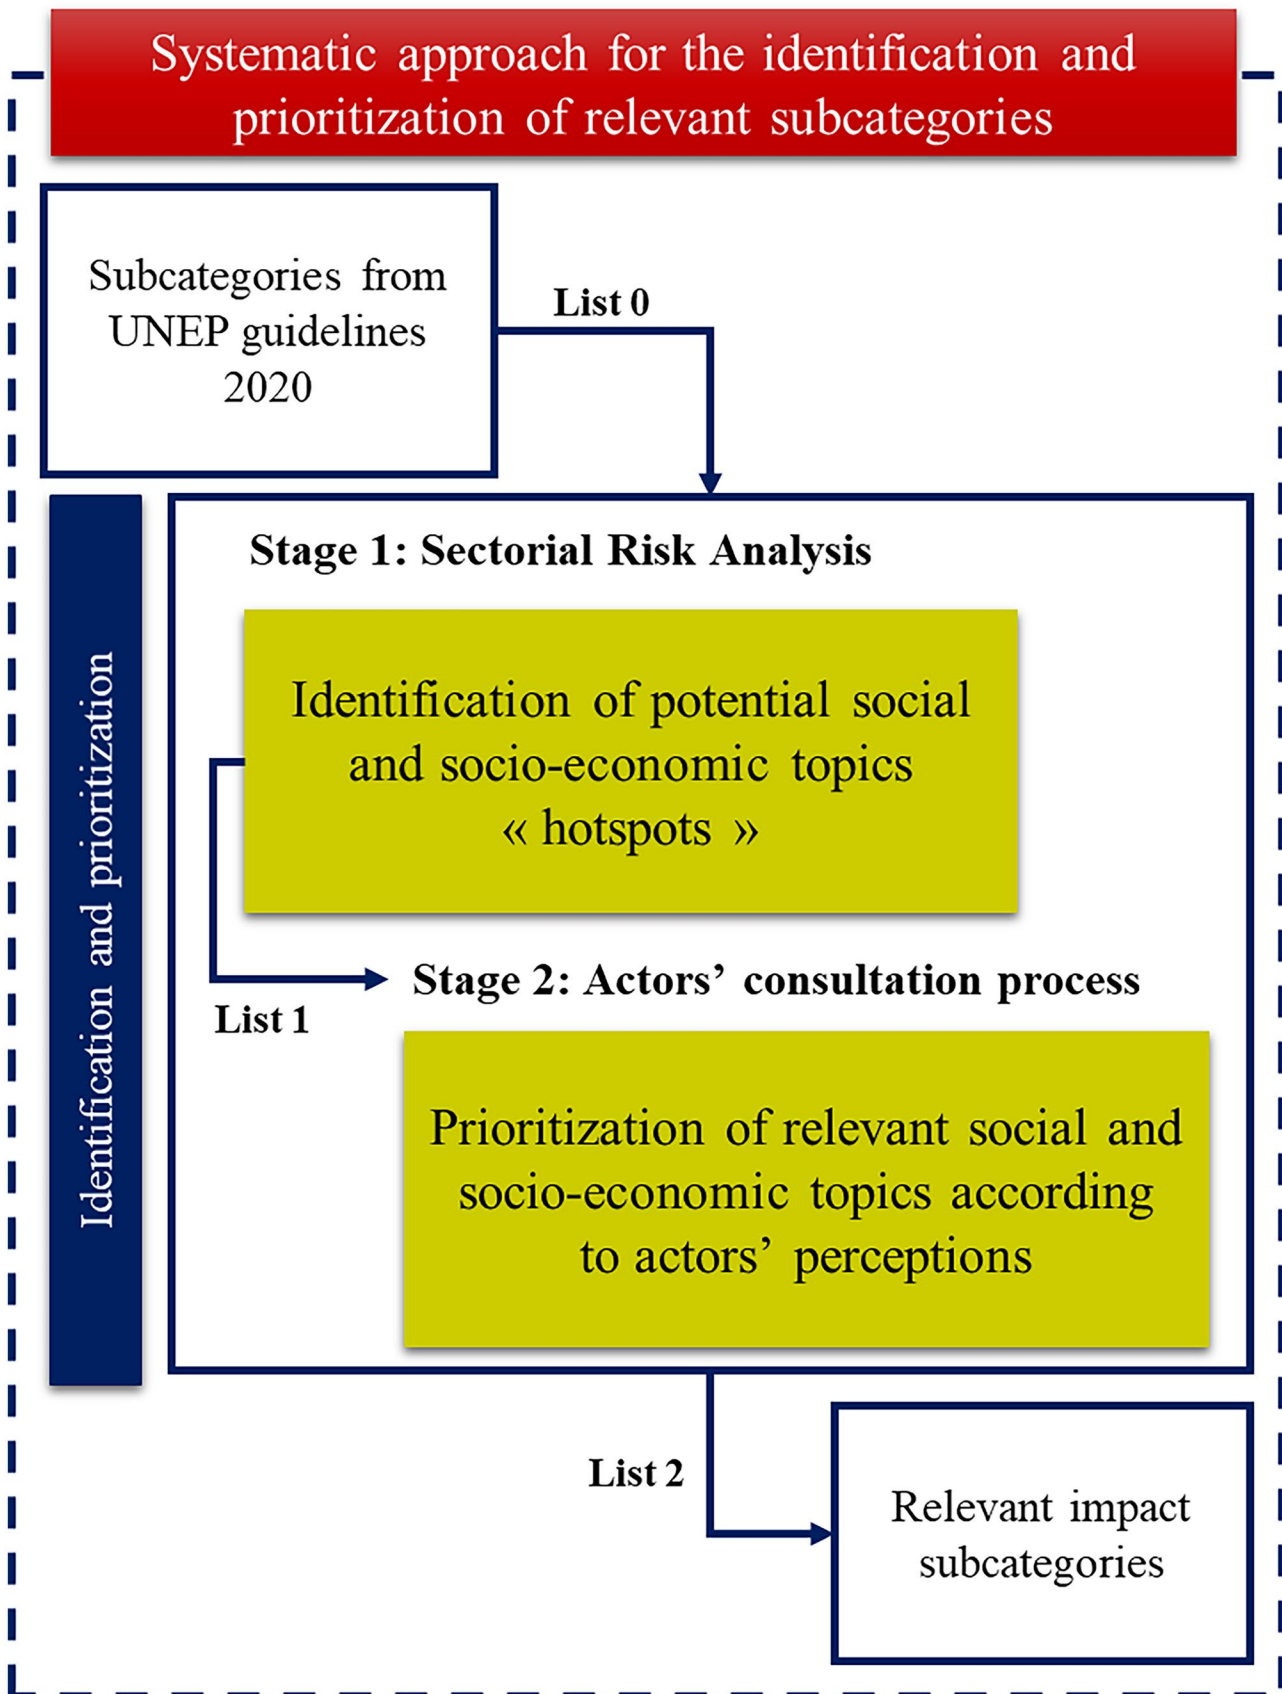 Systematic approach for the identification and
prioritization of relevant subcategories
Subcategories from
UNEP guidelines
2020
List 0
Identification and prioritization
Stage 1: Sectorial Risk Analysis
Identification of potential social
and socio-economic topics
« hotspots »
List 1
Stage 2: Actors’ consultation process
Prioritization of relevant social and
socio-economic topics according
to actors’ perceptions
List 2
Relevant impact
subcategories